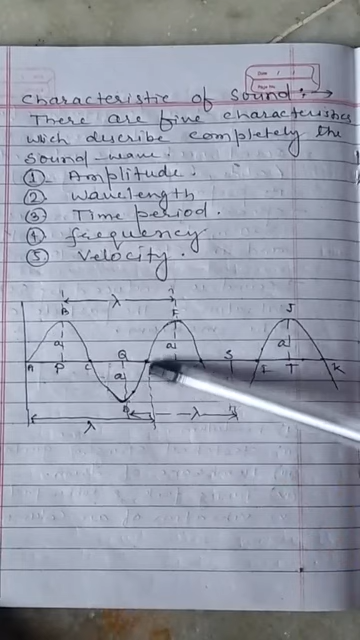 Characteristic of Sound :→
There are five characteristics
wich describe completely the
sound-wave.
① Amplitude.
② Wavelength
③ Time period.
④ frequency
⑤ Velocity.
λ
B F J
a a a
A P C Q S I T K
a
D λ
λ